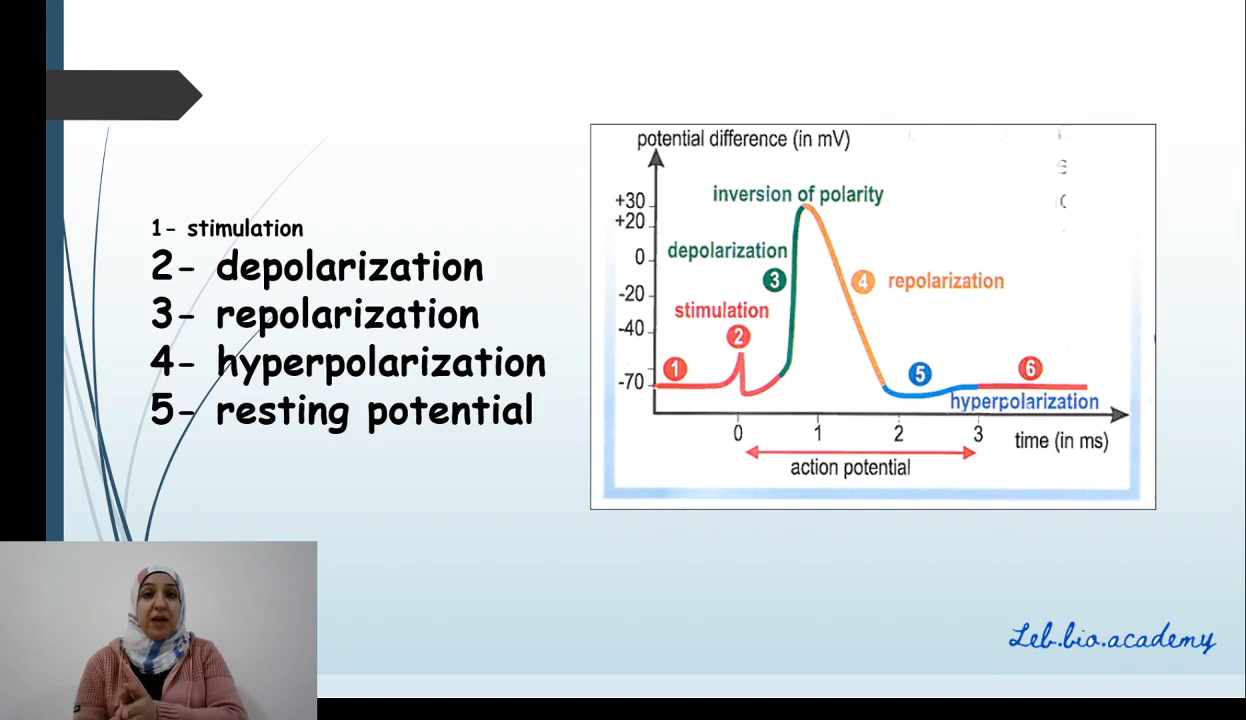 1- stimulation
2- depolarization
3- repolarization
4- hyperpolarization
5- resting potential
potential difference (in mV)
+30
+20
0
-20
-40
-70
inversion of polarity
depolarization
3
4 repolarization
stimulation
2
1
5
6
hyperpolarization
0 1 2 3 time (in ms)
action potential
Leb.bio.academy